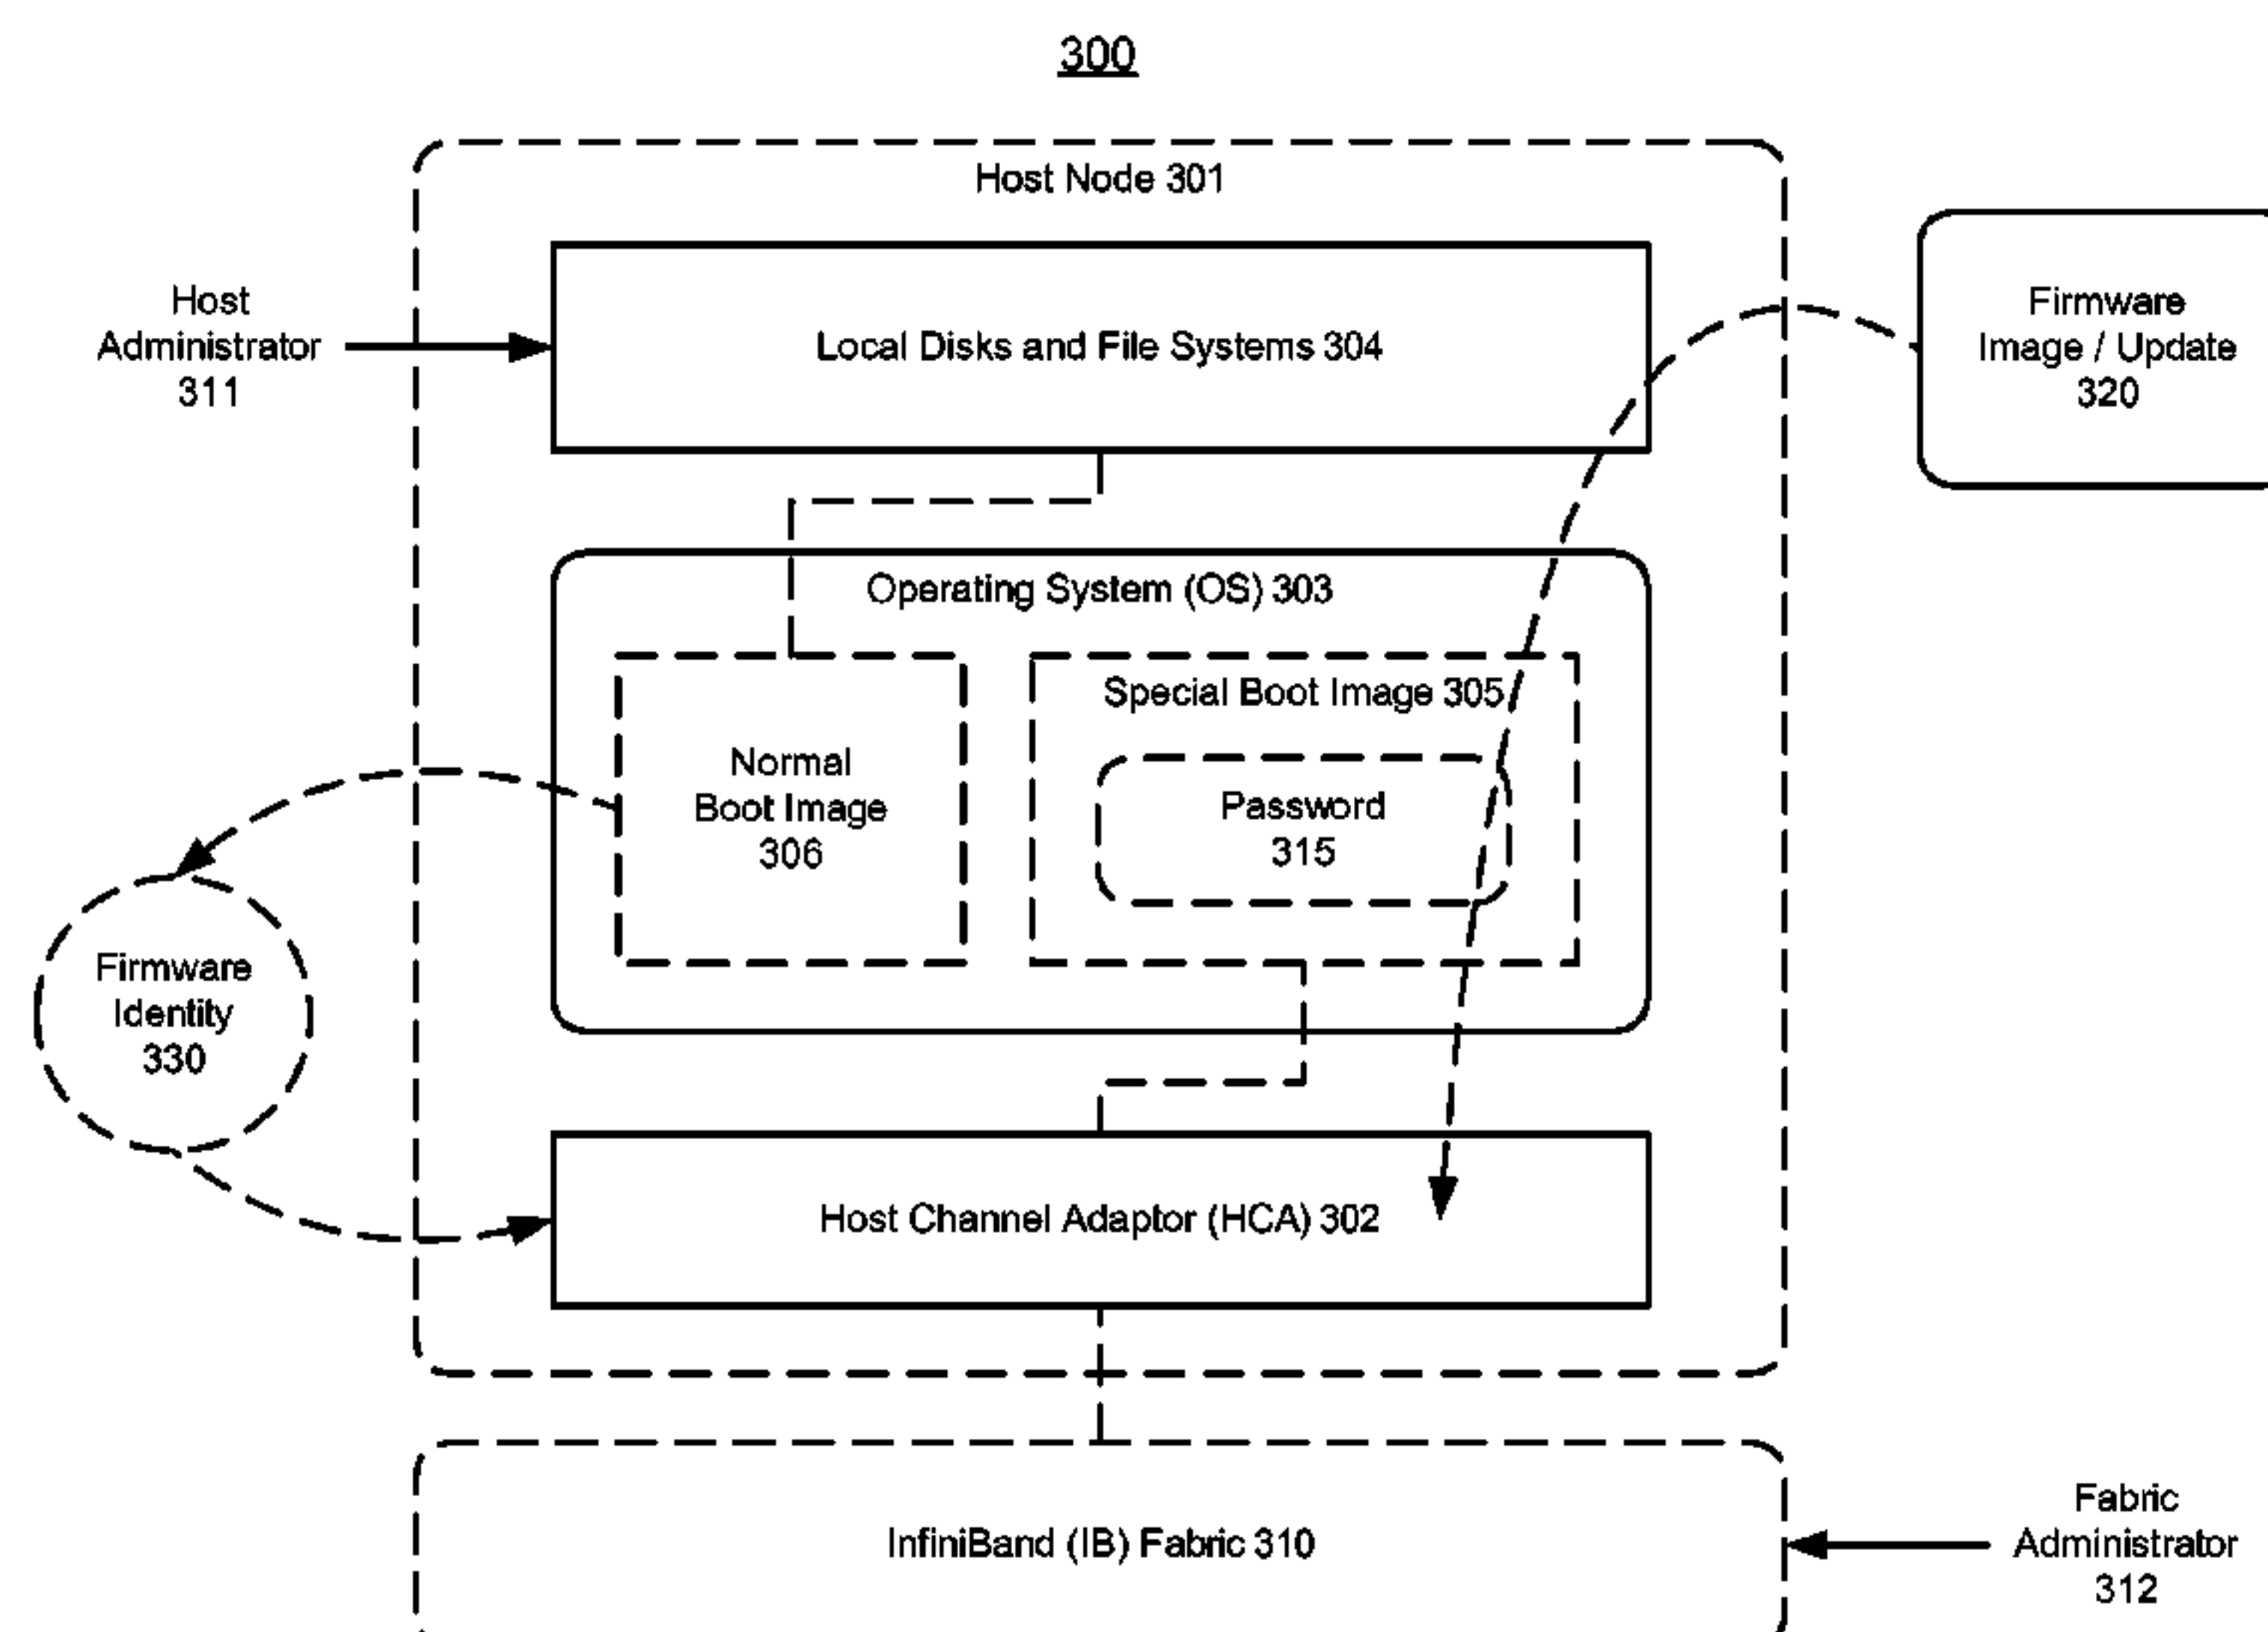 300
Host Node 301
Host
Administrator
311
Local Disks and File Systems 304
Firmware
Image / Update
320
Operating System (OS) 303
Normal
Boot Image
306
Special Boot Image 305
Password
315
Firmware
Identity
330
Host Channel Adaptor (HCA) 302
InfiniBand (IB) Fabric 310
Fabric
Administrator
312